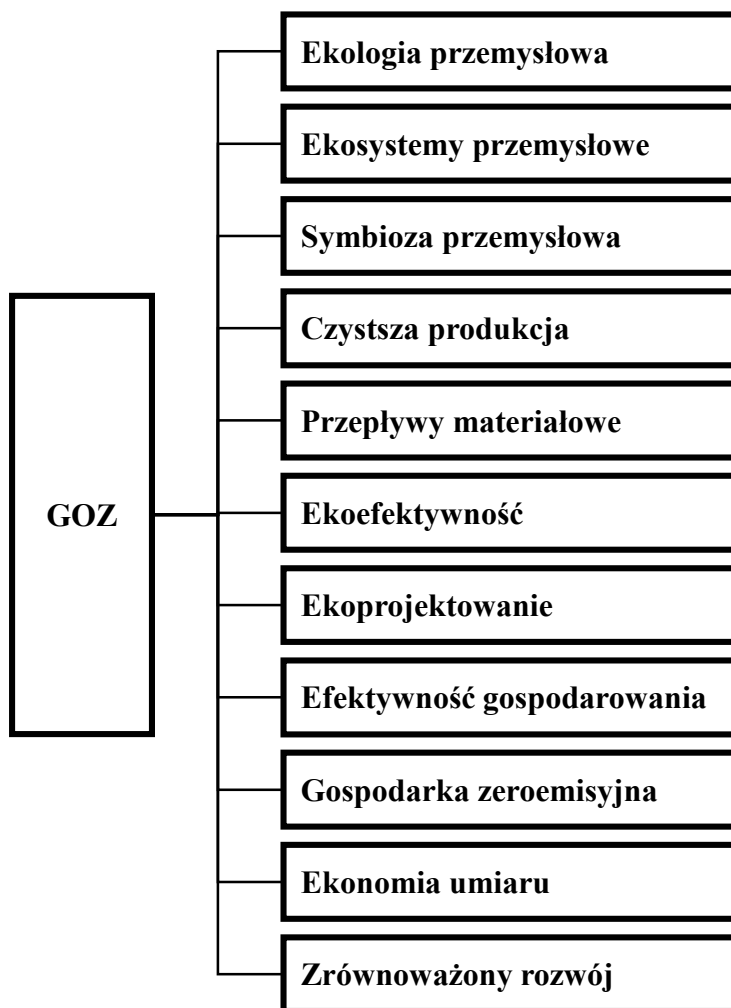 Ekologia przemysłowa
Ekosystemy przemysłowe
Symbioza przemysłowa
Czystsza produkcja
Przepływy materiałowe
GOZ
Ekoefektywność
Ekoprojektowanie
Efektywność gospodarowania
Gospodarka zeroemisyjna
Ekonomia umiaru
Zrównoważony rozwój